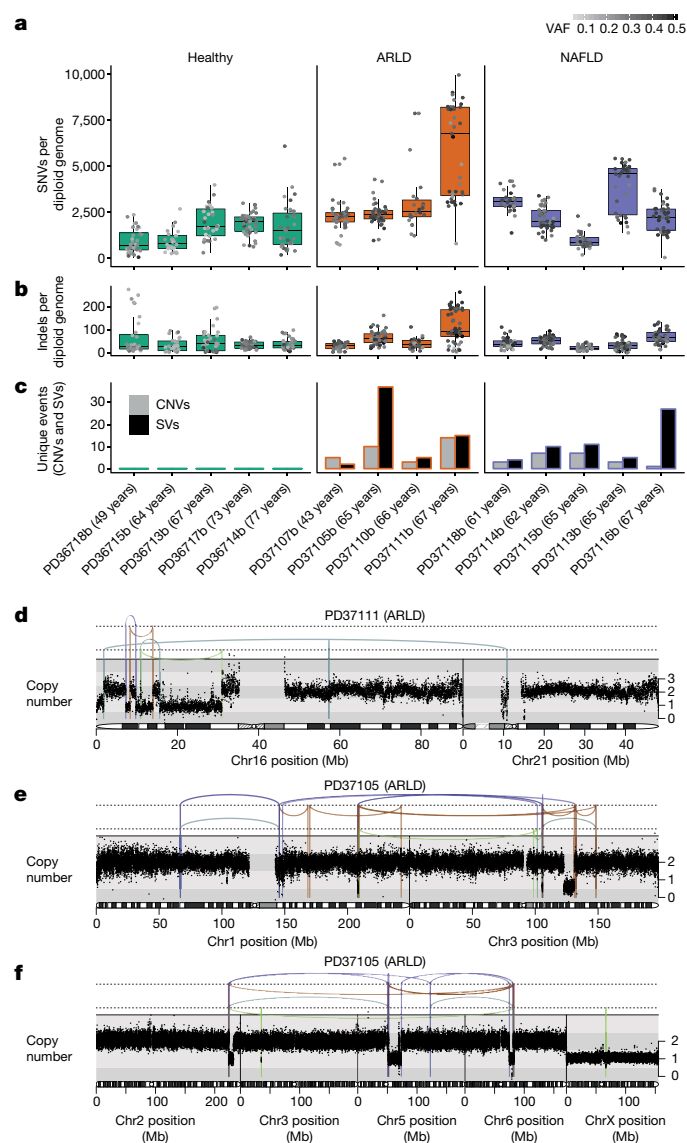 a
VAF 0.1 0.2 0.3 0.4 0.5
Healthy ARLD NAFLD
SNVs per
diploid genome
10,000
7,500
5,000
2,500
0
b
Indels per
diploid genome
200
100
0
c
Unique events
(CNVs and SVs)
30
20
10
0
CNVs
SVs
PD36718b (49 years)
PD36715b (64 years)
PD36713b (67 years)
PD36717b (73 years)
PD36714b (77 years)
PD37107b (43 years)
PD37105b (65 years)
PD37110b (66 years)
PD37111b (67 years)
PD37118b (61 years)
PD37114b (62 years)
PD37115b (65 years)
PD37113b (65 years)
PD37116b (67 years)
d
PD37111 (ARLD)
Copy
number
3
2
1
0
0 20 40 60 80 0 10 20 40
Chr16 position (Mb) Chr21 position (Mb)
e
PD37105 (ARLD)
Copy
number
2
1
0
0 50 100 150 200 0 50 100 150
Chr1 position (Mb) Chr3 position (Mb)
f
PD37105 (ARLD)
Copy
number
2
1
0
0 100 200 0 100 0 100 0 100 0 100
Chr2 position
(Mb)
Chr3 position
(Mb)
Chr5 position
(Mb)
Chr6 position
(Mb)
ChrX position
(Mb)